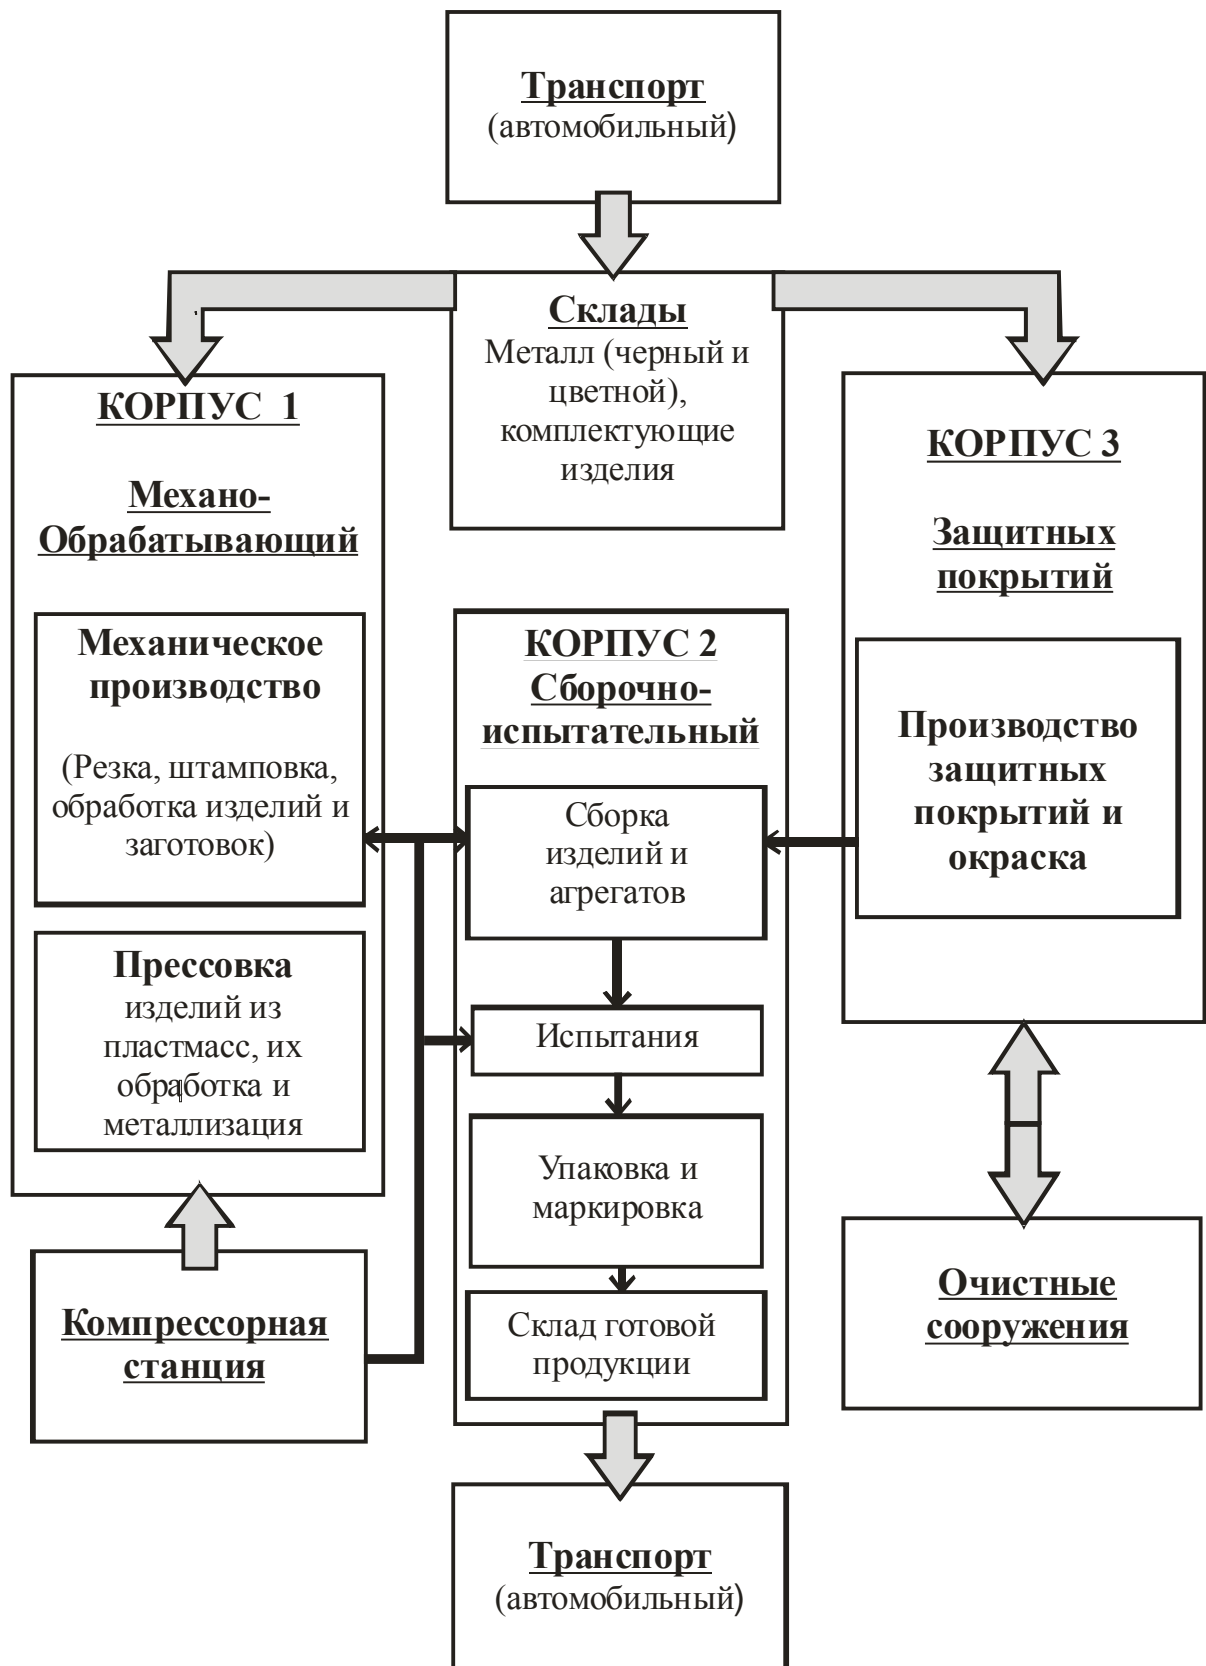 Транспорт
(автомобильный)
Склады
Металл (черный и
цветной),
комплектующие
изделия
КОРПУС 1
Механо-
Обрабатывающий
Механическое
производство
(Резка, штамповка,
обработка изделий и
заготовок)
Прессовка
изделий из
пластмасс, их
обработка и
металлизация
Компрессорная
станция
КОРПУС 2
Сборочно-
испытательный
Сборка
изделий и
агрегатов
Испытания
Упаковка и
маркировка
Склад готовой
продукции
КОРПУС 3
Защитных
покрытий
Производство
защитных
покрытий и
окраска
Очистные
сооружения
Транспорт
(автомобильный)